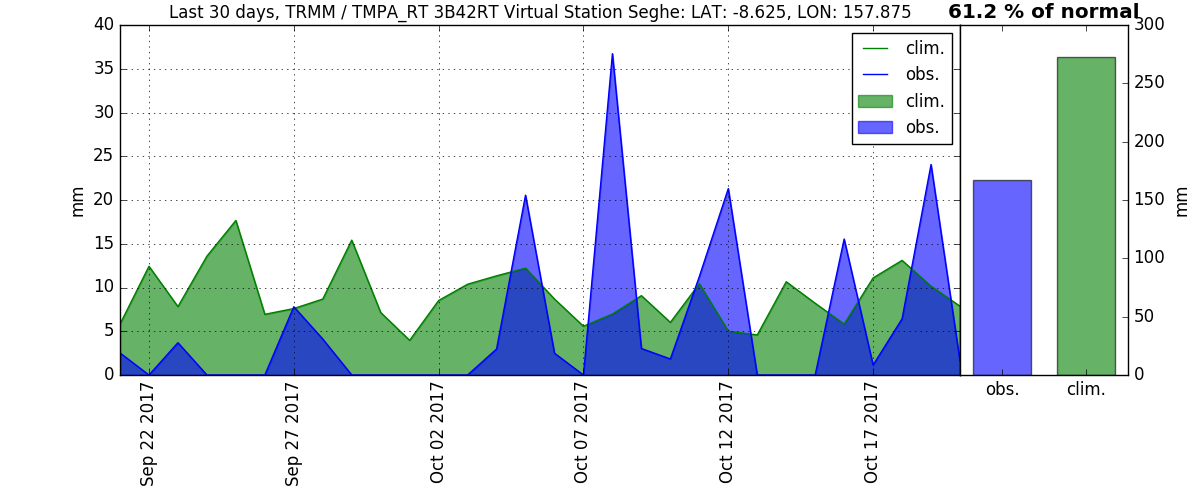 Last 30 days, TRMM / TMPA_RT 3B42RT Virtual Station Seghe: LAT: -8.625, LON: 157.875
61.2 % of normal
40
35
30
25
20
15
10
5
0
mm
clim.
obs.
clim.
obs.
300
250
200
150
100
50
0
mm
Sep 22 2017
Sep 27 2017
Oct 02 2017
Oct 07 2017
Oct 12 2017
Oct 17 2017
obs.
clim.